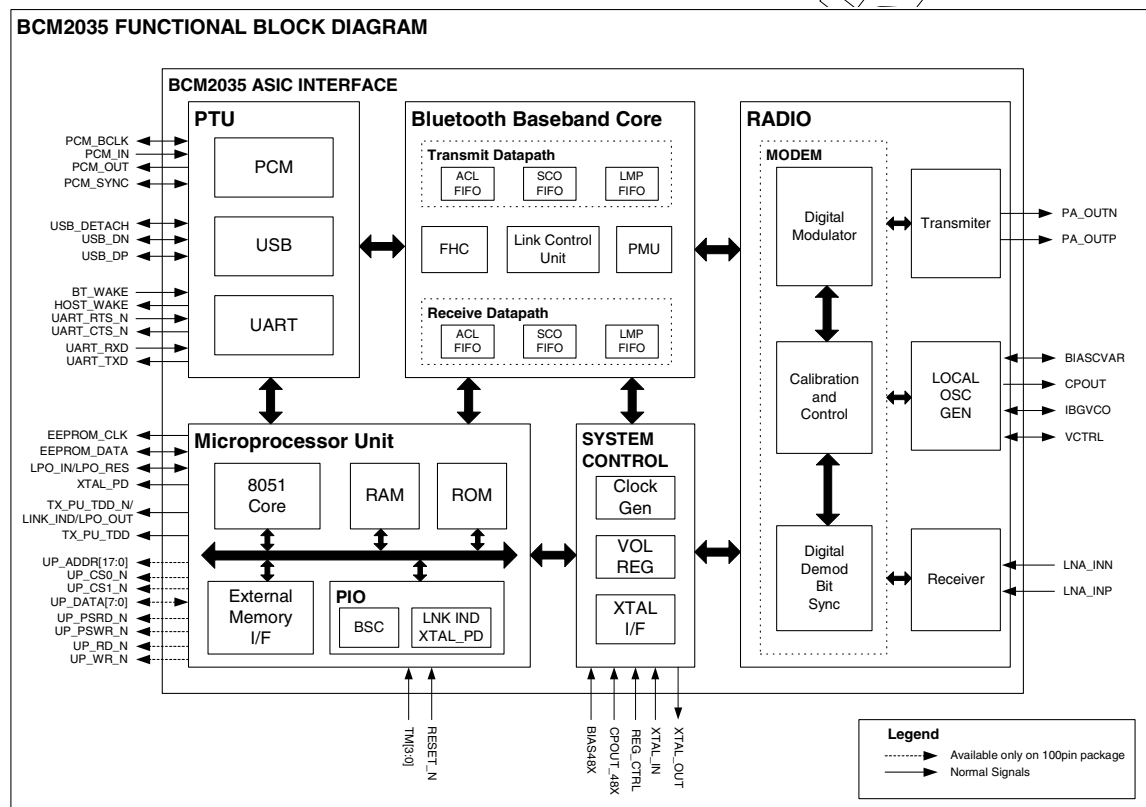 BCM2035 FUNCTIONAL BLOCK DIAGRAM
BCM2035 ASIC INTERFACE
PTU
PCM
USB
UART
PCM_BCLK
PCM_IN
PCM_OUT
PCM_SYNC
USB_DETACH
USB_DN
USB_DP
BT_WAKE
HOST_WAKE
UART_RTS_N
UART_CTS_N
UART_RXD
UART_TXD
Bluetooth Baseband Core
Transmit Datapath
ACL
FIFO
SCO
FIFO
LMP
FIFO
FHC
Link Control
Unit
PMU
Receive Datapath
ACL
FIFO
SCO
FIFO
LMP
FIFO
RADIO
MODEM
Digital
Modulator
Calibration
and
Control
Digital
Demod
Bit
Sync
Transmiter
LOCAL
OSC
GEN
Receiver
PA_OUTN
PA_OUTP
BIASCVAR
CPOUT
IBGVCO
VCTRL
LNA_INN
LNA_INP
EEPROM_CLK
EEPROM_DATA
LPO_IN/LPO_RES
XTAL_PD
TX_PU_TDD_N/
LINK_IND/LPO_OUT
TX_PU_TDD
UP_ADDR[17:0]
UP_CS0_N
UP_CS1_N
UP_DATA[7:0]
UP_PSRD_N
UP_PSWR_N
UP_RD_N
UP_WR_N
Microprocessor Unit
8051
Core
RAM
ROM
External
Memory
I/F
PIO
BSC
LNK IND
XTAL_PD
SYSTEM
CONTROL
Clock
Gen
VOL
REG
XTAL
I/F
TM[3:0]
RESET_N
BIAS48X
CPOUT_48X
REG_CTRL
XTAL_IN
XTAL_OUT
Legend
Available only on 100pin package
Normal Signals